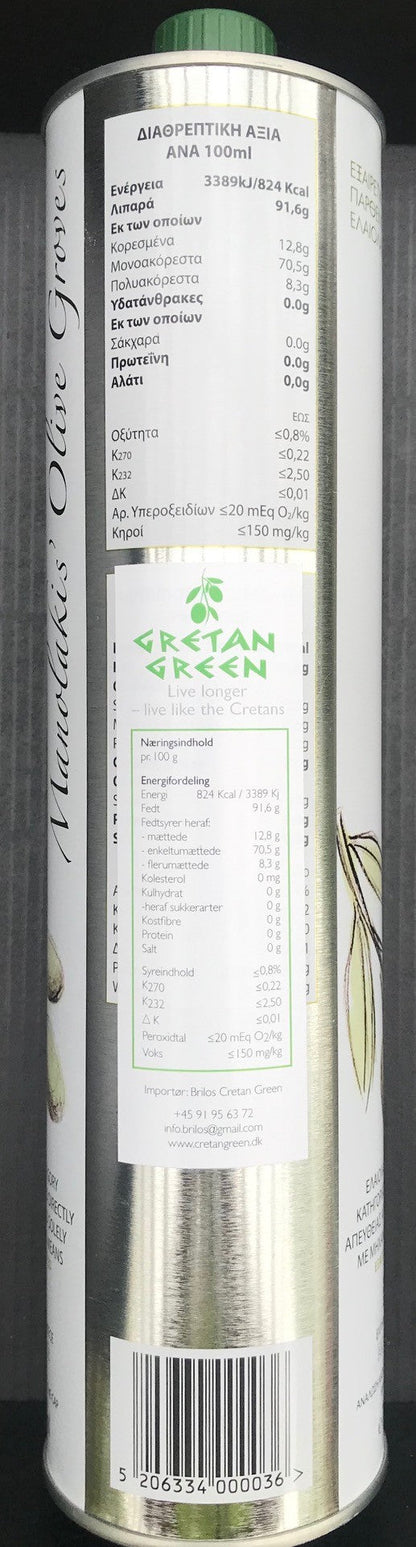 Manolakis' Olive Groves
ΔΙΑΘΡΕΠΤΙΚΗ ΑΞΙΑ
ΑΝΑ 100ml
Ενέργεια 3389kJ/824 Kcal
Λιπαρά 91,6g
Εκ των οποίων
Κορεσμένα 12,8g
Μονοακόρεστα 70,5g
Πολυακόρεστα 8,3g
Υδατάνθρακες 0.0g
Εκ των οποίων
Σάκχαρα 0.0g
Πρωτεΐνη 0.0g
Αλάτι 0,0g
ΕΩΣ
Οξύτητα ≤0,8%
K270 ≤0,22
K232 ≤2,50
ΔΚ ≤0,01
Αρ. Υπεροξειδίων ≤20 mEq O₂/kg
Κηροί ≤150 mg/kg
GRETAN
GREEN
Live longer
– live like the Cretans
Næringsindhold
pr. 100 g
Energifordeling
Energi 824 Kcal / 3389 Kj
Fedt 91,6 g
Fedtsyrer heraf:
- mættede 12,8 g
- enkeltumættede 70,5 g
- flerumættede 8,3 g
Kolesterol 0 mg
Kulhydrat 0 g
-heraf sukkerarter 0 g
Kostfibre 0 g
Protein 0 g
Salt 0 g
Syreindhold ≤0,8%
K270 ≤0,22
K232 ≤2,50
△ K ≤0,01
Peroxidtal ≤20 mEq O2/kg
Voks ≤150 mg/kg
Importør: Brilos Cretan Green
+45 91 95 63 72
info.brilos@gmail.com
www.cretangreen.dk
5 206334 000036 >